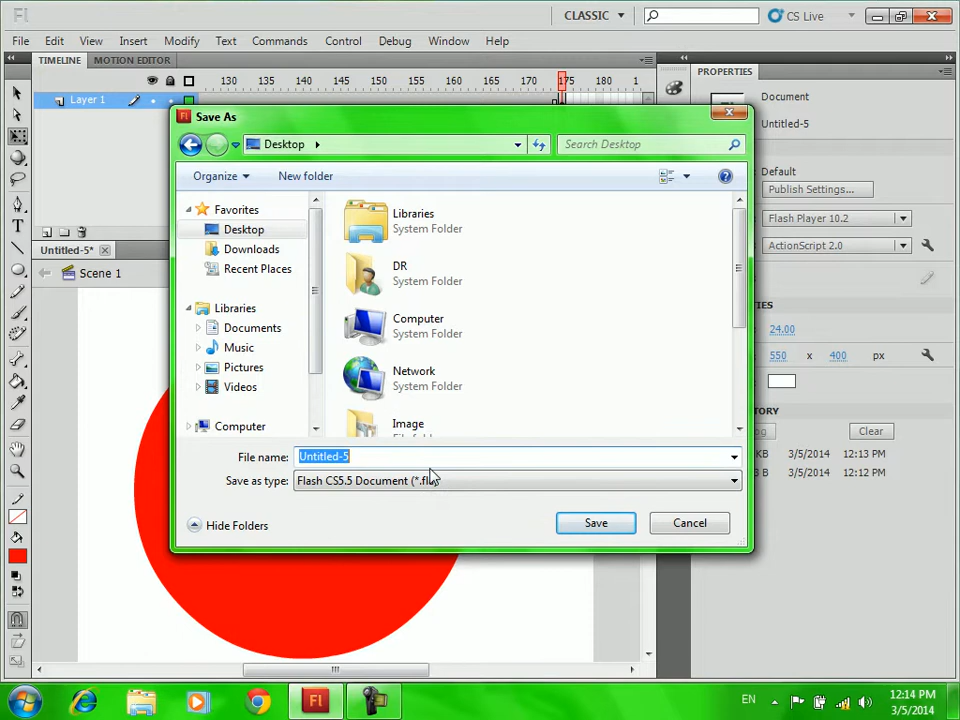 Fl
CLASSIC
CS Live
File Edit View Insert Modify Text Commands Control Debug Window Help
TIMELINE MOTION EDITOR
130 135 140 145 150 155 160 165 170 175 180 1
Layer 1
PROPERTIES
Document
Untitled-5
Default
Publish Settings...
Flash Player 10.2
ActionScript 2.0
24.00
550 x 400 px
Clear
3/5/2014 12:13 PM
3/5/2014 12:12 PM
Untitled-5*
Scene 1
Fl Save As
Desktop
Search Desktop
Organize
New folder
Favorites
Desktop
Downloads
Recent Places
Libraries
Documents
Music
Pictures
Videos
Computer
Libraries
System Folder
DR
System Folder
Computer
System Folder
Network
System Folder
Image
File name: Untitled-5
Save as type: Flash CS5.5 Document (*.fla)
Hide Folders
Save
Cancel
Fl
EN
12:14 PM
3/5/2014